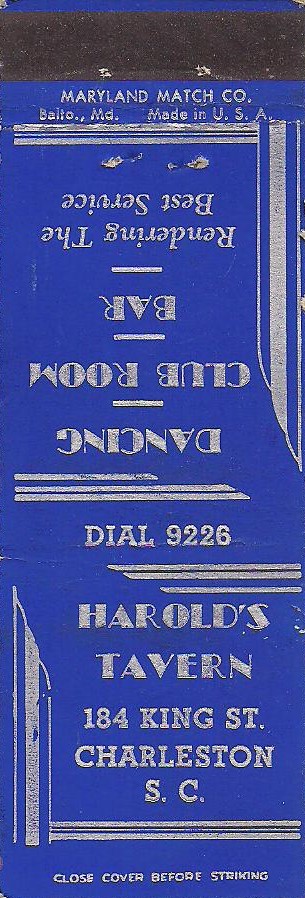 MARYLAND MATCH CO.
Balto., Md. Made in U. S. A.
DANCING
CLUB ROOM
BAR
Rendering The
Best Service
DIAL 9226
HAROLD'S
TAVERN
184 KING ST.
CHARLESTON
S. C.
CLOSE COVER BEFORE STRIKING